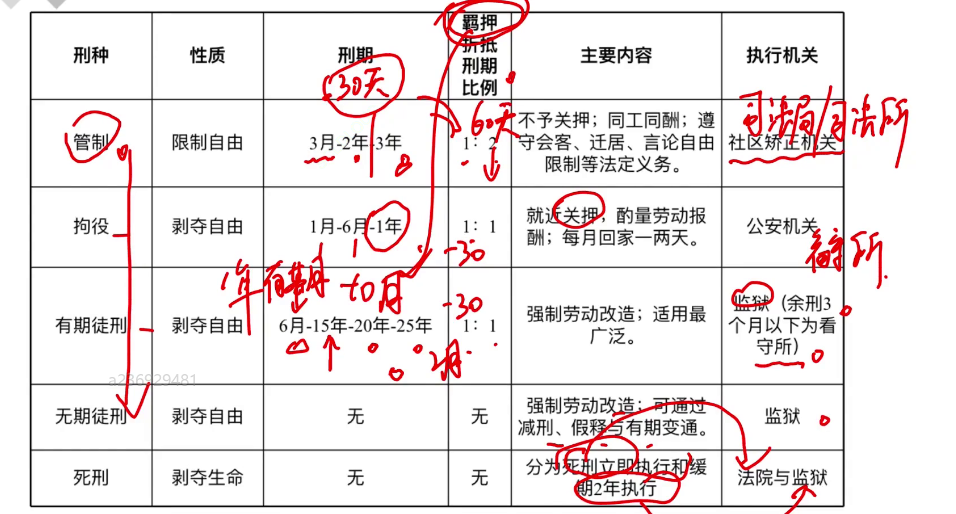 刑种 性质 刑期 羁押
折抵
刑期
比例 主要内容 执行机关
30天
管制 限制自由 3月-2年-3年 1：2 不予关押；同工同酬；遵
守会客、迁居、言论自由
限制等法定义务。 社区矫正机关
60天
司法局/司法所
拘役 剥夺自由 1月-6月-1年 1：1 就近关押，酌量劳动报
酬；每月回家一两天。 公安机关
看守所
-30
1年有期 10月
有期徒刑 剥夺自由 6月-15年-20年-25年 1：1 强制劳动改造；适用最
广泛。 监狱（余刑3
个月以下为看
守所）
-30
2月
a236929481
无期徒刑 剥夺自由 无 无 强制劳动改造；可通过
减刑、假释与有期变通。 监狱
死刑 剥夺生命 无 无 分为死刑立即执行和缓
期2年执行 法院与监狱